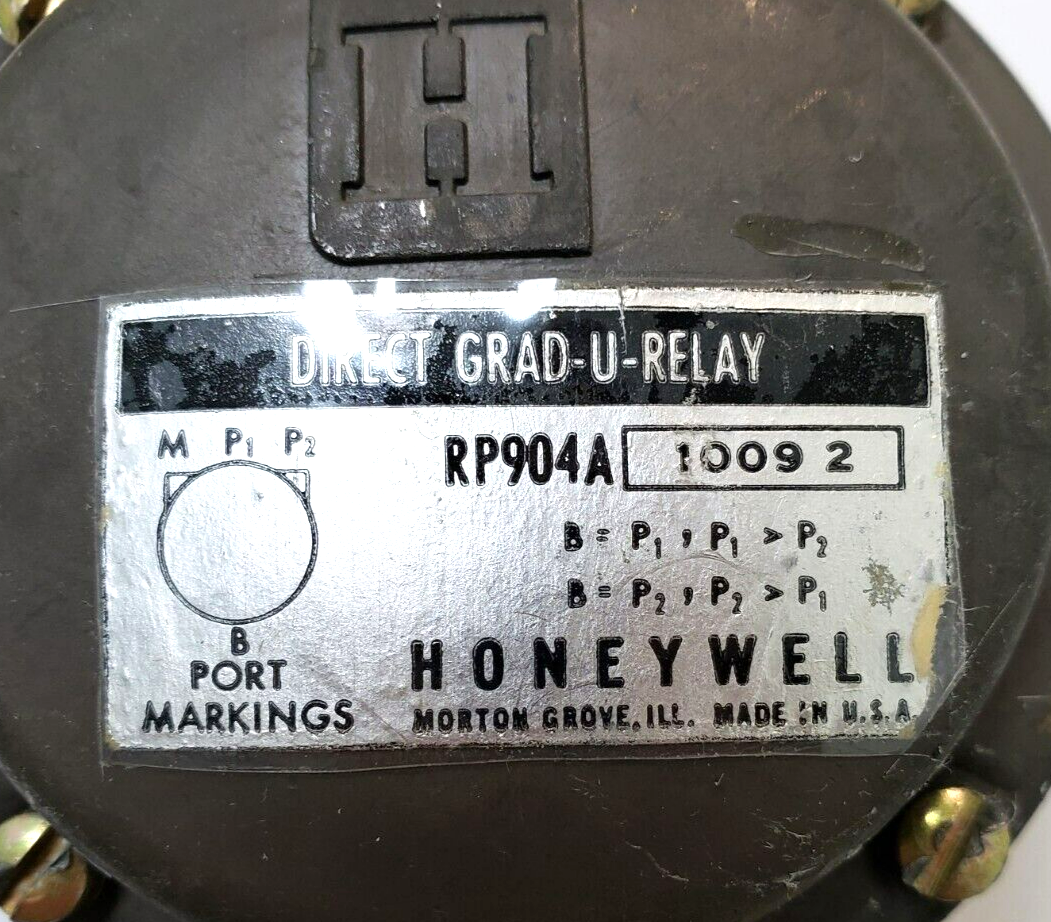 H
DIRECT GRAD-U-RELAY
M P₁ P₂
RP904A 1009 2
B = P₁ , P₁ > P₂
B = P₂ , P₂ > P₁
B
PORT
MARKINGS
HONEYWELL
MORTON GROVE, ILL. MADE IN U.S.A.